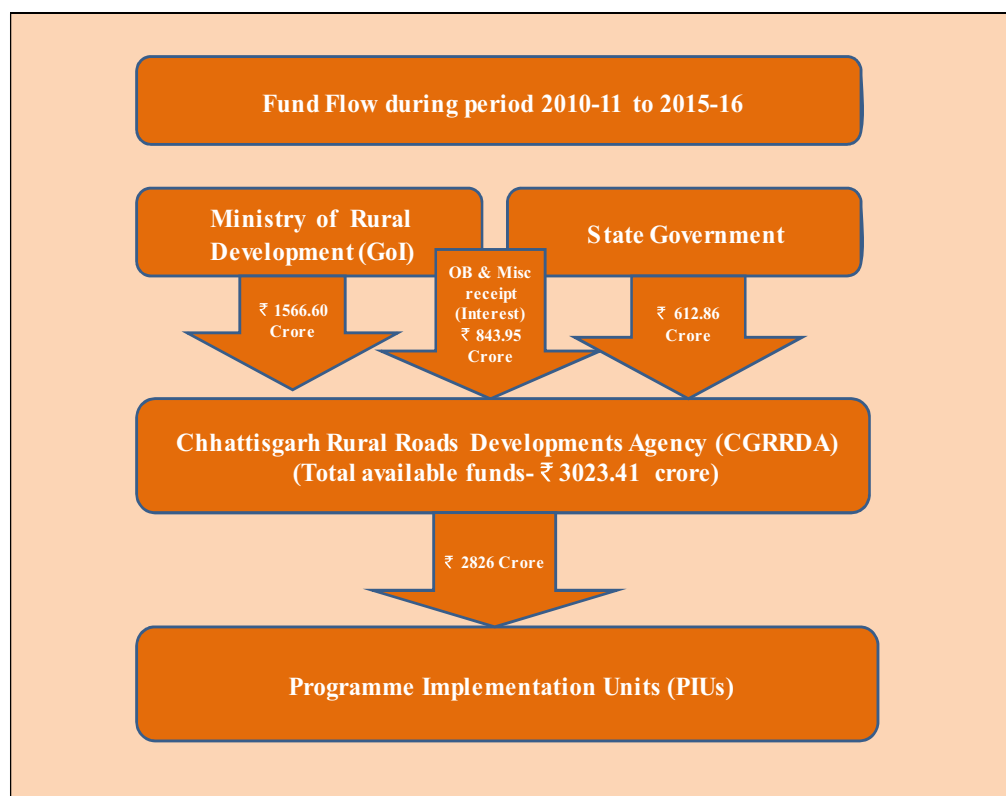 Fund Flow during period 2010-11 to 2015-16
Ministry of Rural
Development (GoI)
State Government
₹ 1566.60
Crore
OB & Misc
receipt
(Interest)
₹ 843.95
Crore
₹ 612.86
Crore
Chhattisgarh Rural Roads Developments Agency (CGRRDA)
(Total available funds- ₹ 3023.41 crore)
₹ 2826 Crore
Programme Implementation Units (PIUs)